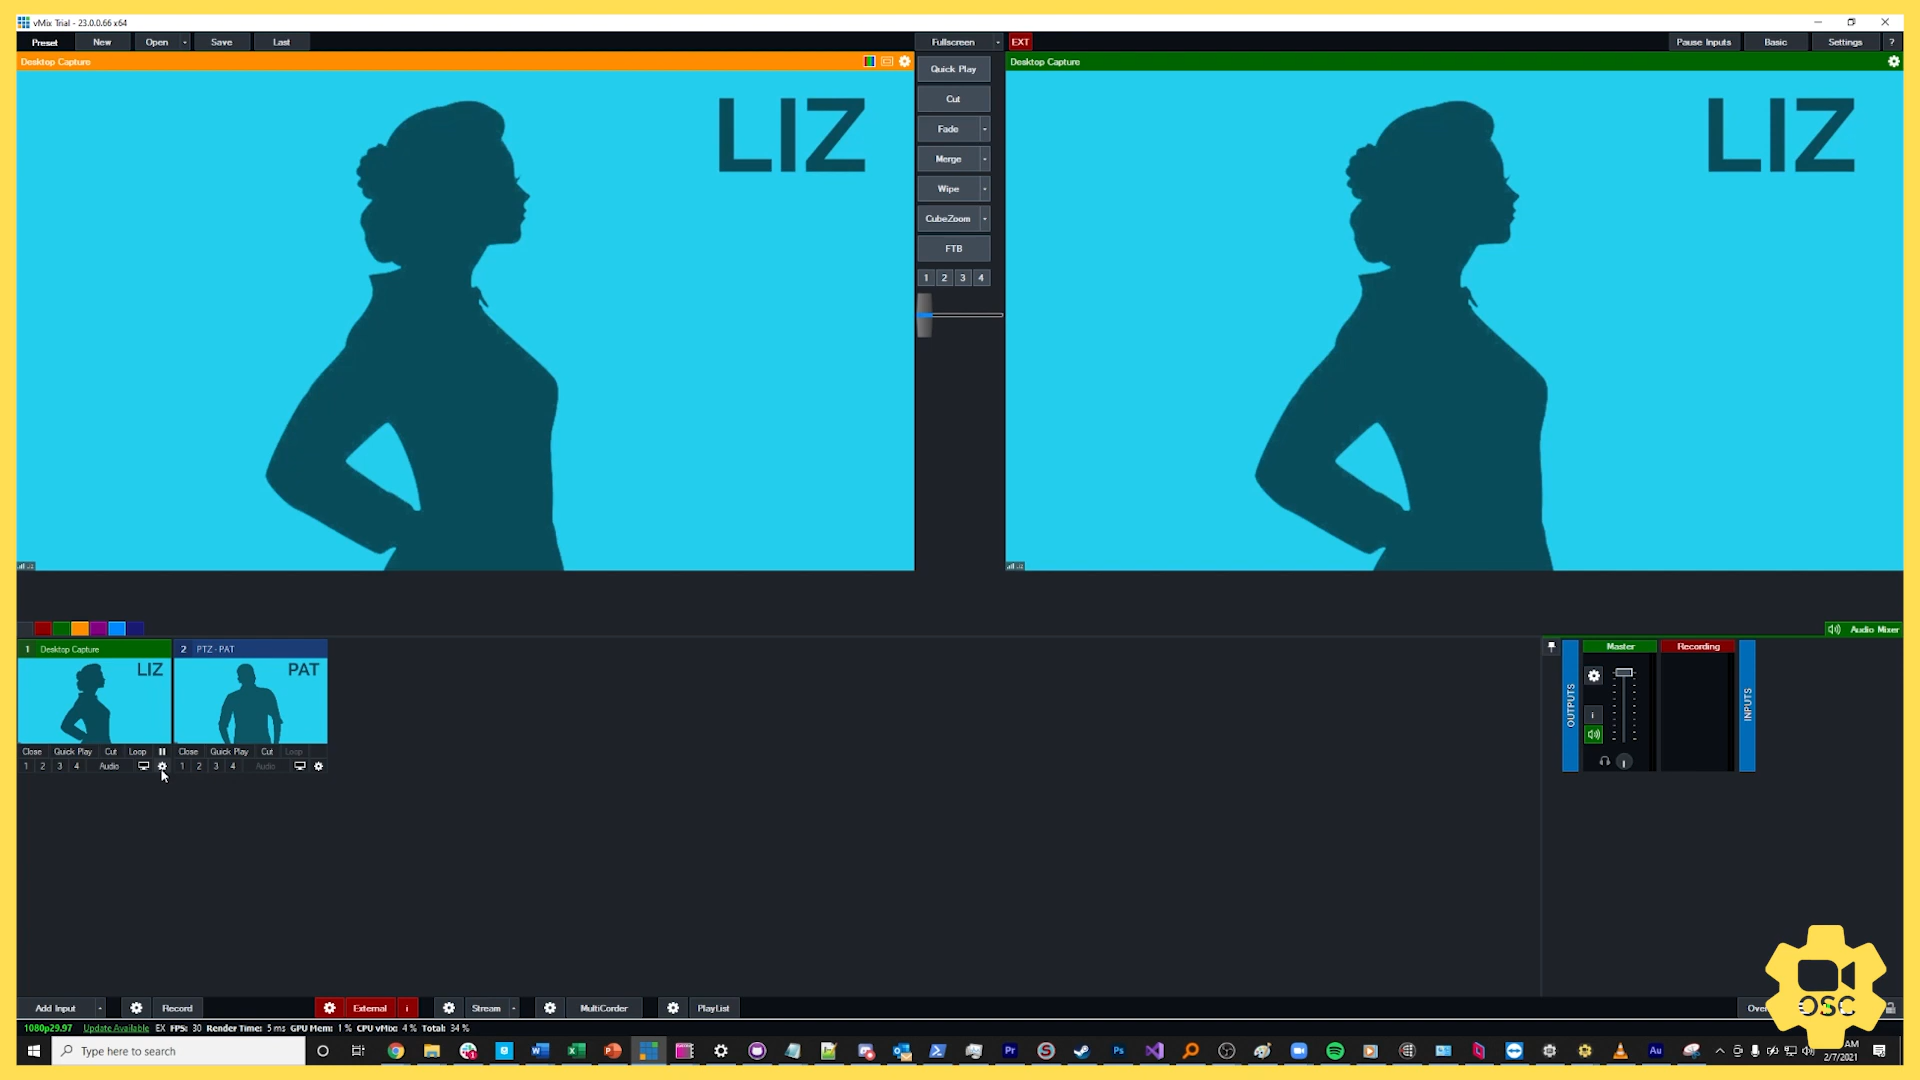 vMix Trial - 23.0.0.66 x64
Preset New Open Save Last Fullscreen EXT Pause Inputs Basic Settings ?
Desktop Capture
Desktop Capture
Quick Play
Cut
Fade
Merge
Wipe
CubeZoom
FTB
1 2 3 4
LIZ
LIZ
Audio Mixer
1 Desktop Capture
2 PTZ - PAT
LIZ
PAT
Master
Recording
OUTPUTS
INPUTS
Close Quick Play Cut Loop
Close Quick Play Cut Loop
1 2 3 4 Audio
1 2 3 4 Audio
Add Input Record External i Stream MultiCorder PlayList
OSC
1080p29.97 Update Available EX FPS: 30 Render Time: 5 ms GPU Mem: 1 % CPU vMix: 4 % Total: 34 %
Type here to search
AM
2/7/2021